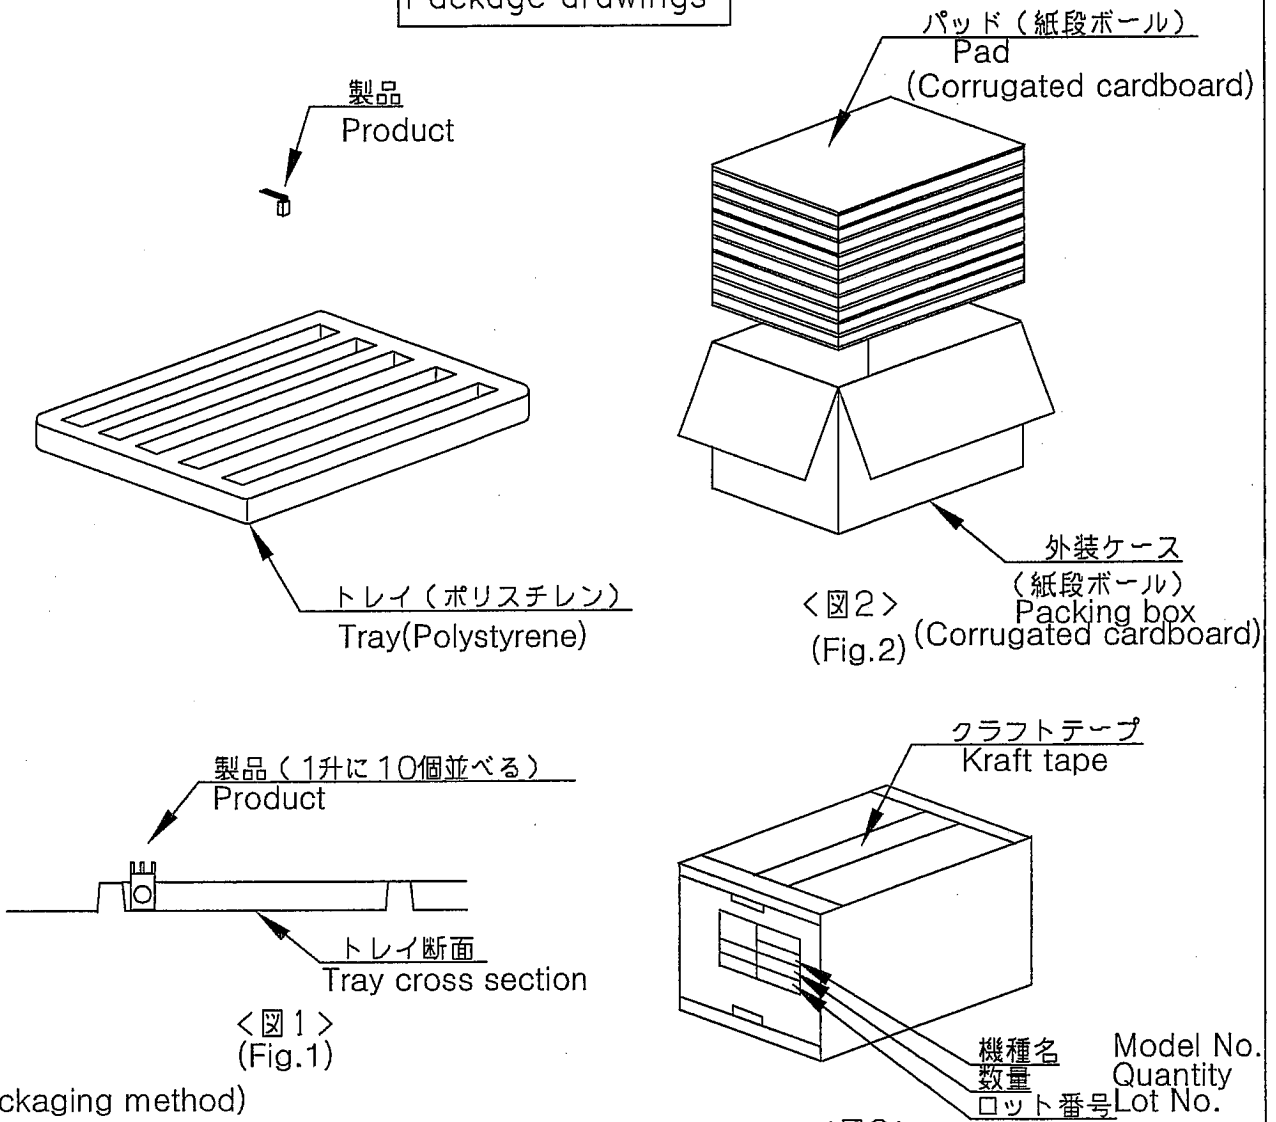 Package drawings
パッド(紙段ボール)
Pad
(Corrugated cardboard)
製品
Product
トレイ(ポリスチレン)
Tray(Polystyrene)
外装ケース
(紙段ボール)
Packing box
(Corrugated cardboard)
<図2>
(Fig.2)
製品(1升に10個並べる)
Product
トレイ断面
Tray cross section
<図1>
(Fig.1)
クラフトテープ
Kraft tape
機種名 Model No.
数量 Quantity
ロット番号 Lot No.
ckaging method)